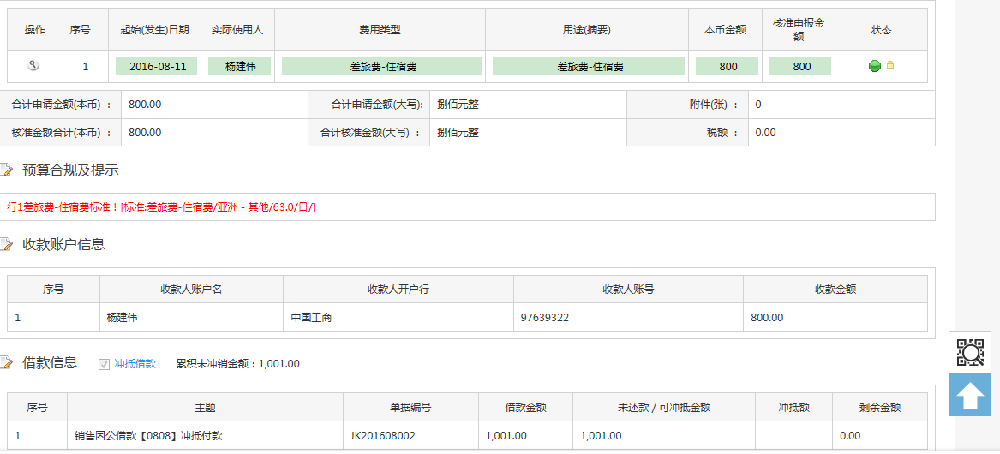 操作 序号 起始(发生)日期 实际使用人 费用类型 用途(摘要) 本币金额 核准申报金额 状态
1 2016-08-11 杨建伟 差旅费-住宿费 差旅费-住宿费 800 800
合计申请金额(本币) : 800.00 合计申请金额(大写): 捌佰元整 附件(张) : 0
核准金额合计(本币) : 800.00 合计核准金额(大写) : 捌佰元整 税额 : 0.00
预算合规及提示
行1差旅费-住宿费标准！[标准:差旅费-住宿费/亚洲 - 其他/63.0/日/]
收款账户信息
序号 收款人账户名 收款人开户行 收款人账号 收款金额
1 杨建伟 中国工商 97639322 800.00
借款信息 冲抵借款 累积未冲销金额：1,001.00
序号 主题 单据编号 借款金额 未还款 / 可冲抵金额 冲抵额 剩余金额
1 销售因公借款【0808】冲抵付款 JK201608002 1,001.00 1,001.00 0.00